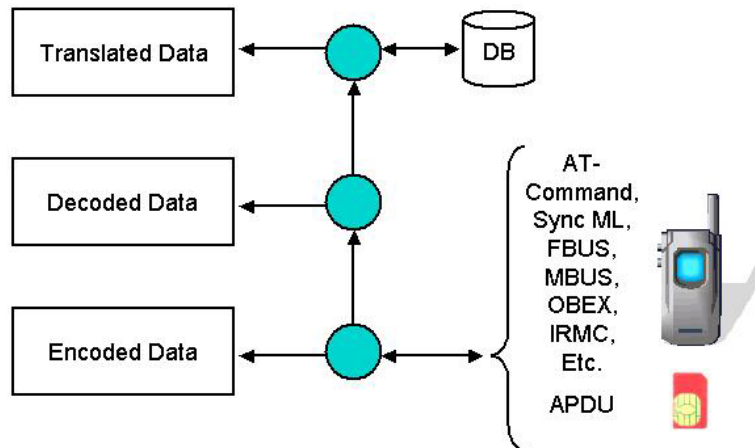 Translated Data
DB
Decoded Data
Encoded Data
AT-
Command,
Sync ML,
FBUS,
MBUS,
OBEX,
IRMC,
Etc.
APDU